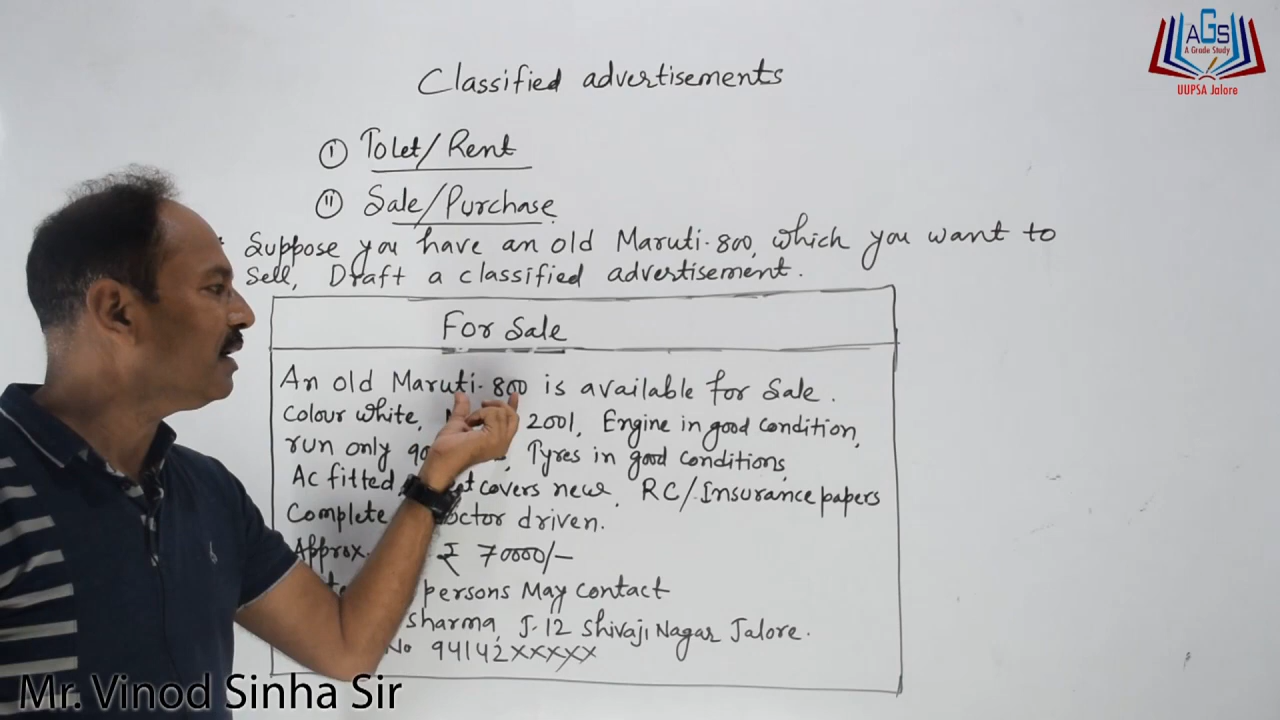 AGS
A Grade Study
UUPSA Jalore
Classified advertisements
(i) To let/Rent
(ii) Sale/Purchase
Suppose you have an old Maruti-800, which you want to
sell, Draft a classified advertisement.
For Sale
An old Maruti-800 is available for Sale.
Colour white, 2001, Engine in good condition,
run only Tyres in good conditions
Ac fitted covers new, RC/Insurance papers
Complete driven.
Approx. ₹ 70000/-
persons May Contact
Sharma, J-12 Shivaji Nagar Jalore.
No 94142xxxxx
Mr. Vinod Sinha Sir